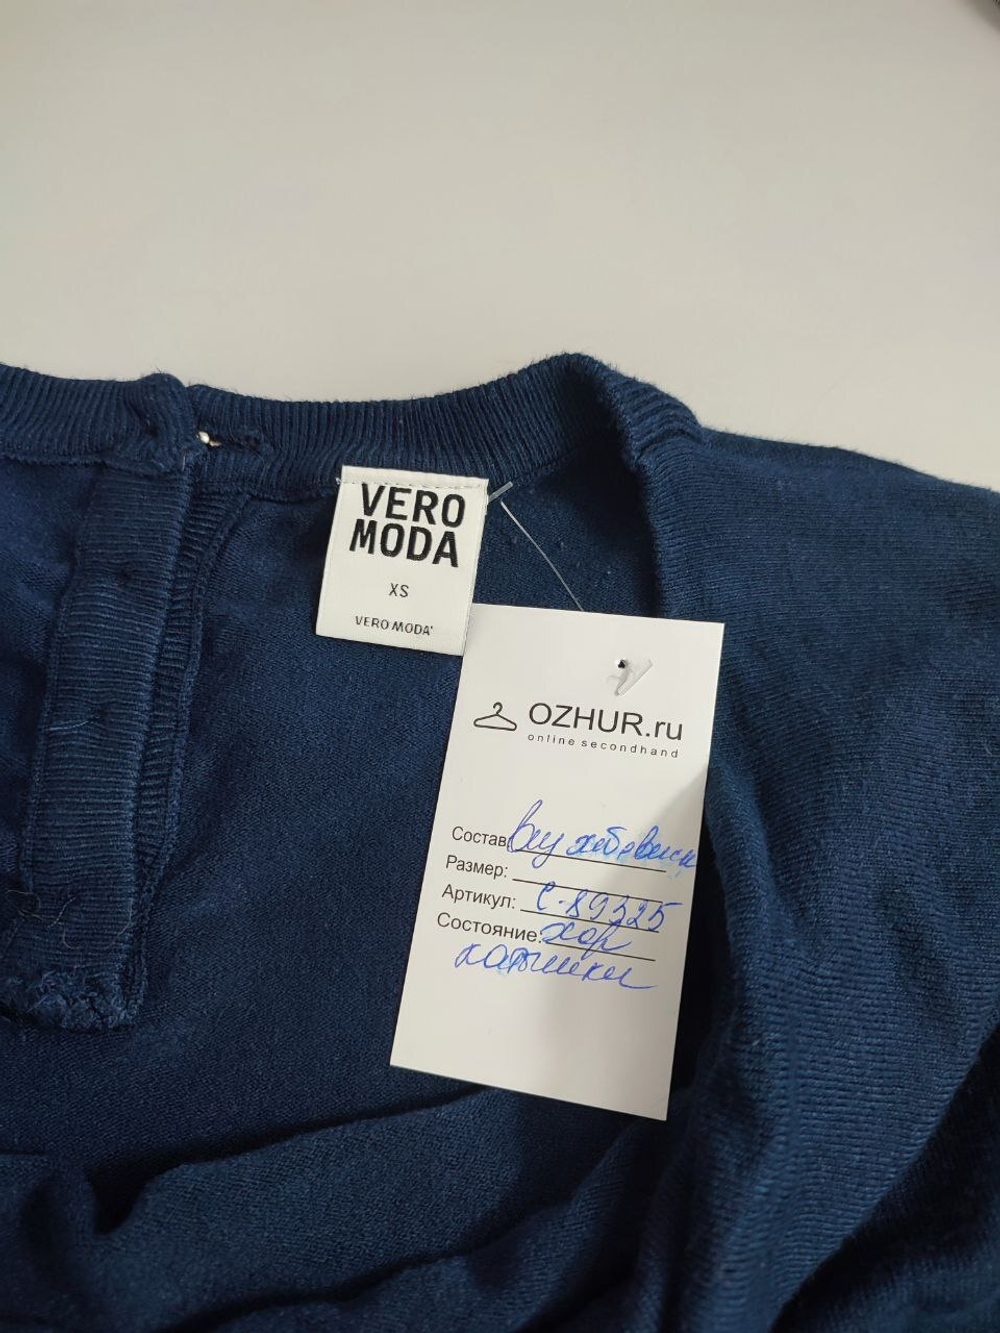 VERO
MODA
XS
VERO MODA
OZHUR.ru
online secondhand
Состав:
Размер:
Артикул: С-89325
Состояние: хор
катышки